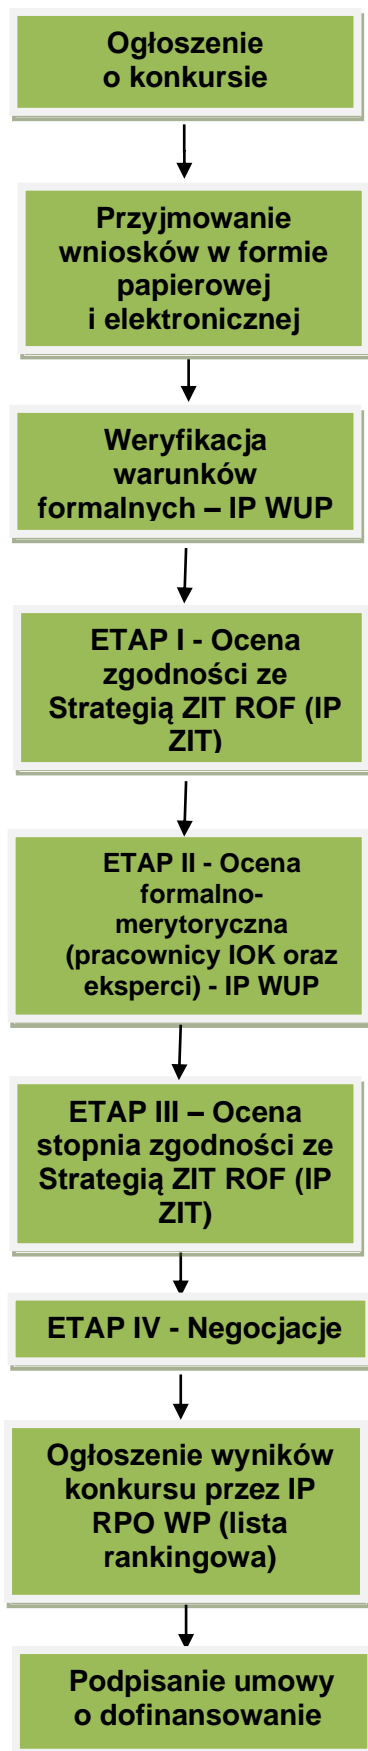 Ogłoszenie
o konkursie
Przyjmowanie
wniosków w formie
papierowej
i elektronicznej
Weryfikacja
warunków
formalnych – IP WUP
ETAP I - Ocena
zgodności ze
Strategią ZIT ROF (IP
ZIT)
ETAP II - Ocena
formalno-
merytoryczna
(pracownicy IOK oraz
eksperci) - IP WUP
ETAP III – Ocena
stopnia zgodności ze
Strategią ZIT ROF (IP
ZIT)
ETAP IV - Negocjacje
Ogłoszenie wyników
konkursu przez IP
RPO WP (lista
rankingowa)
Podpisanie umowy
o dofinansowanie